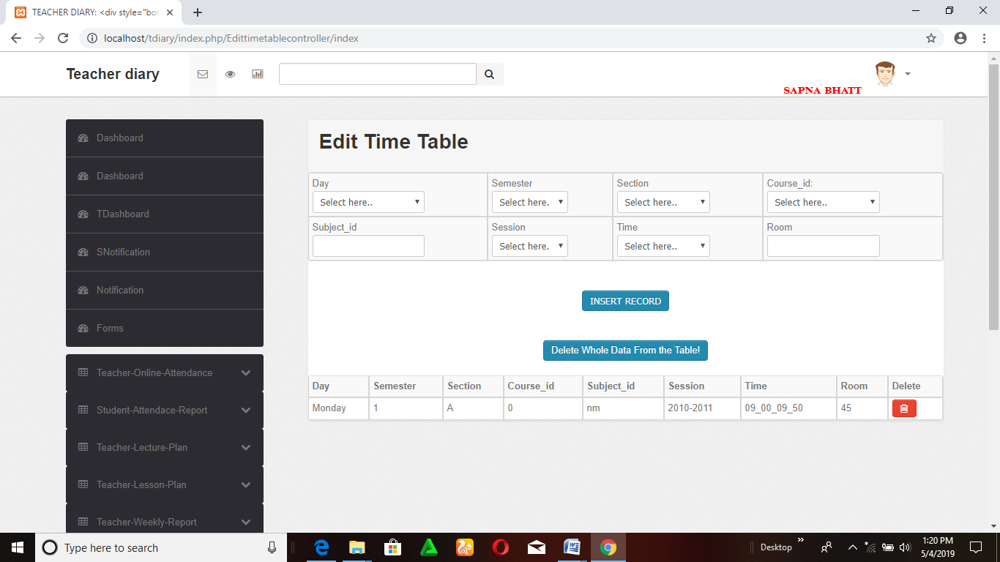 TEACHER DIARY: <div style="bor
localhost/tdiary/index.php/Edittimetablecontroller/index
Teacher diary
SAPNA BHATT
Dashboard
Dashboard
TDashboard
SNotification
Notification
Forms
Teacher-Online-Attendance
Student-Attendace-Report
Teacher-Lecture-Plan
Teacher-Lesson-Plan
Teacher-Weekly-Report
Edit Time Table
Day Semester Section Course_id:
Select here.. Select here. Select here.. Select here..
Subject_id Session Time Room
Select here. Select here..
INSERT RECORD
Delete Whole Data From the Table!
Day Semester Section Course_id Subject_id Session Time Room Delete
Monday 1 A 0 nm 2010-2011 09_00_09_50 45
Type here to search
Desktop
1:20 PM
5/4/2019